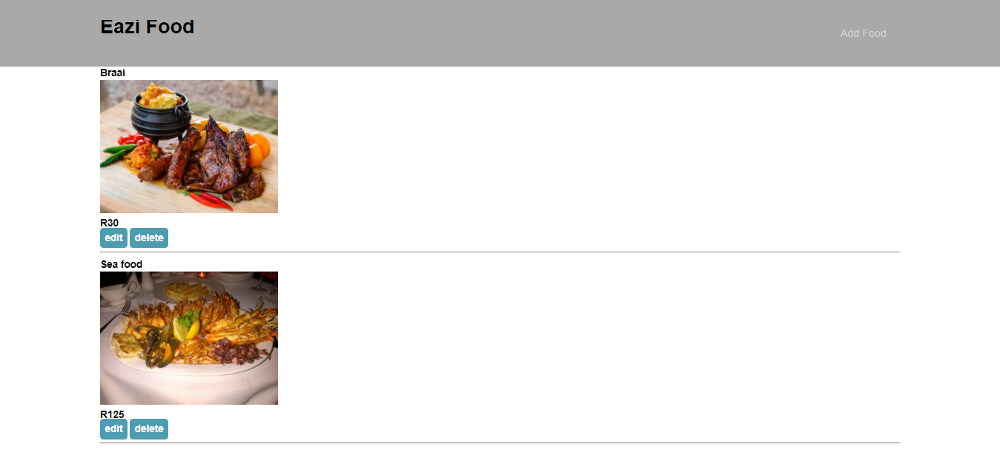 Eazi Food
Add Food
Braai
R30
edit delete
Sea food
R125
edit delete